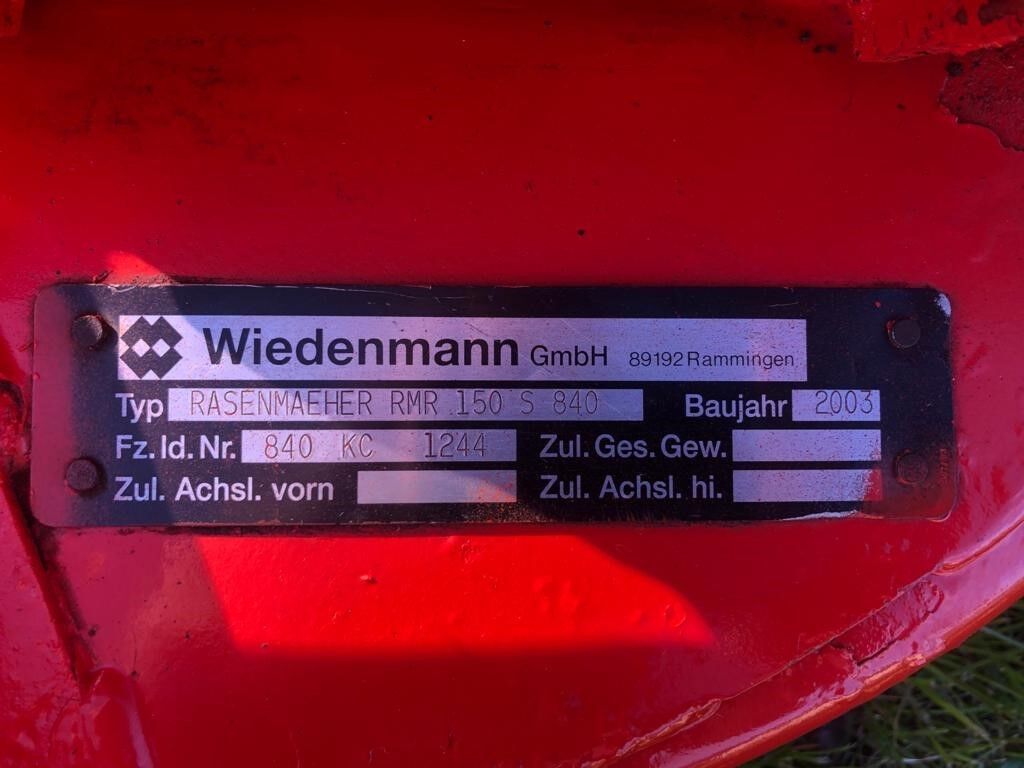 Wiedenmann GmbH 89192 Rammingen
Typ RASENMAEHER RMR 150 S 840 Baujahr 2003
Fz. Id. Nr. 840 KC 1244 Zul. Ges. Gew.
Zul. Achsl. vorn Zul. Achsl. hi.